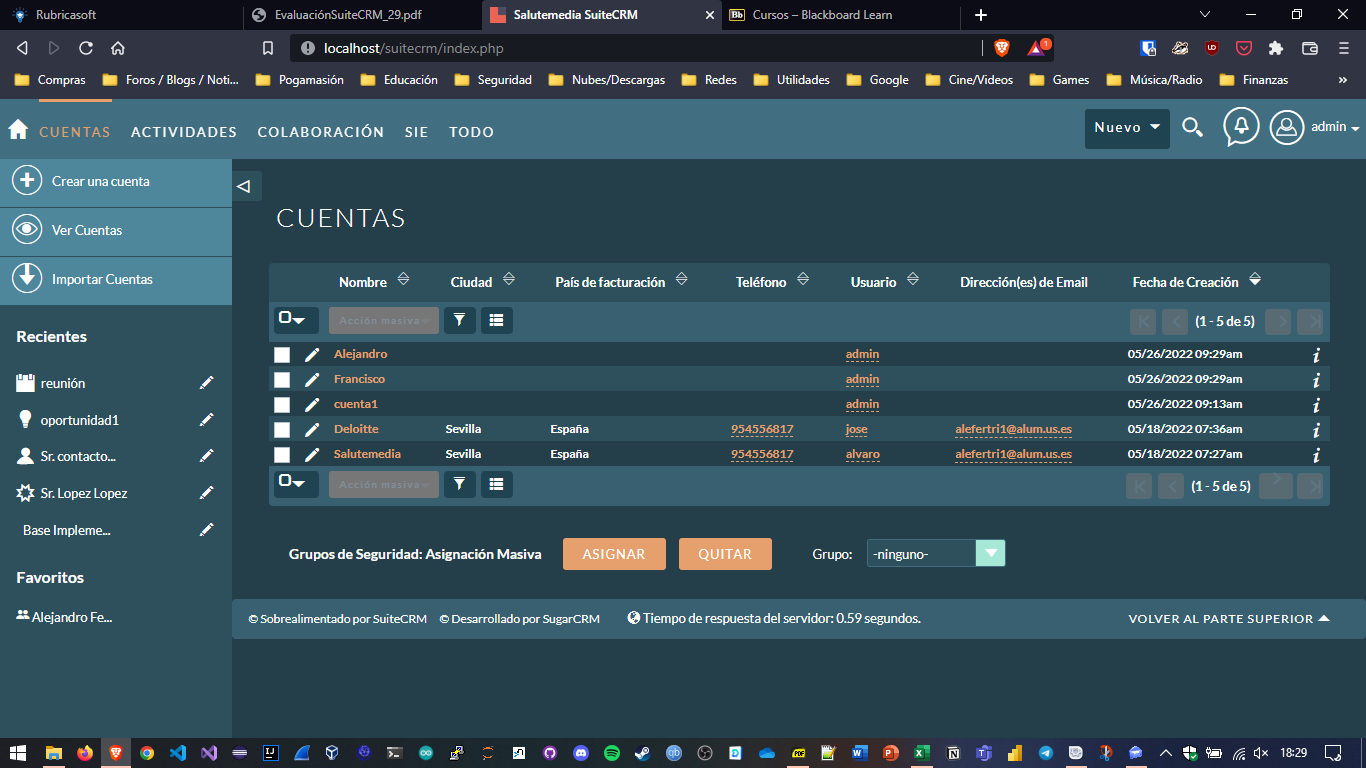 Rubricasoft
EvaluaciónSuiteCRM_29.pdf
Salutemedia SuiteCRM
Bb Cursos – Blackboard Learn
localhost/suitecrm/index.php
1
Compras Foros / Blogs / Noti... Pogamasión Educación Seguridad Nubes/Descargas Redes Utilidades Google Cine/Videos Games Música/Radio Finanzas »
CUENTAS ACTIVIDADES COLABORACIÓN SIE TODO
Nuevo
admin
Crear una cuenta
Ver Cuentas
Importar Cuentas
Recientes
reunión
oportunidad1
Sr. contacto...
Sr. Lopez Lopez
Base Impleme...
Favoritos
Alejandro Fe...
CUENTAS
Nombre Ciudad País de facturación Teléfono Usuario Dirección(es) de Email Fecha de Creación
Acción masiva (1 - 5 de 5)
Alejandro admin 05/26/2022 09:29am
Francisco admin 05/26/2022 09:29am
cuenta1 admin 05/26/2022 09:13am
Deloitte Sevilla España 954556817 jose alefertri1@alum.us.es 05/18/2022 07:36am
Salutemedia Sevilla España 954556817 alvaro alefertri1@alum.us.es 05/18/2022 07:27am
Acción masiva (1 - 5 de 5)
Grupos de Seguridad: Asignación Masiva ASIGNAR QUITAR Grupo: -ninguno-
© Sobrealimentado por SuiteCRM © Desarrollado por SugarCRM Tiempo de respuesta del servidor: 0.59 segundos. VOLVER AL PARTE SUPERIOR
18:29